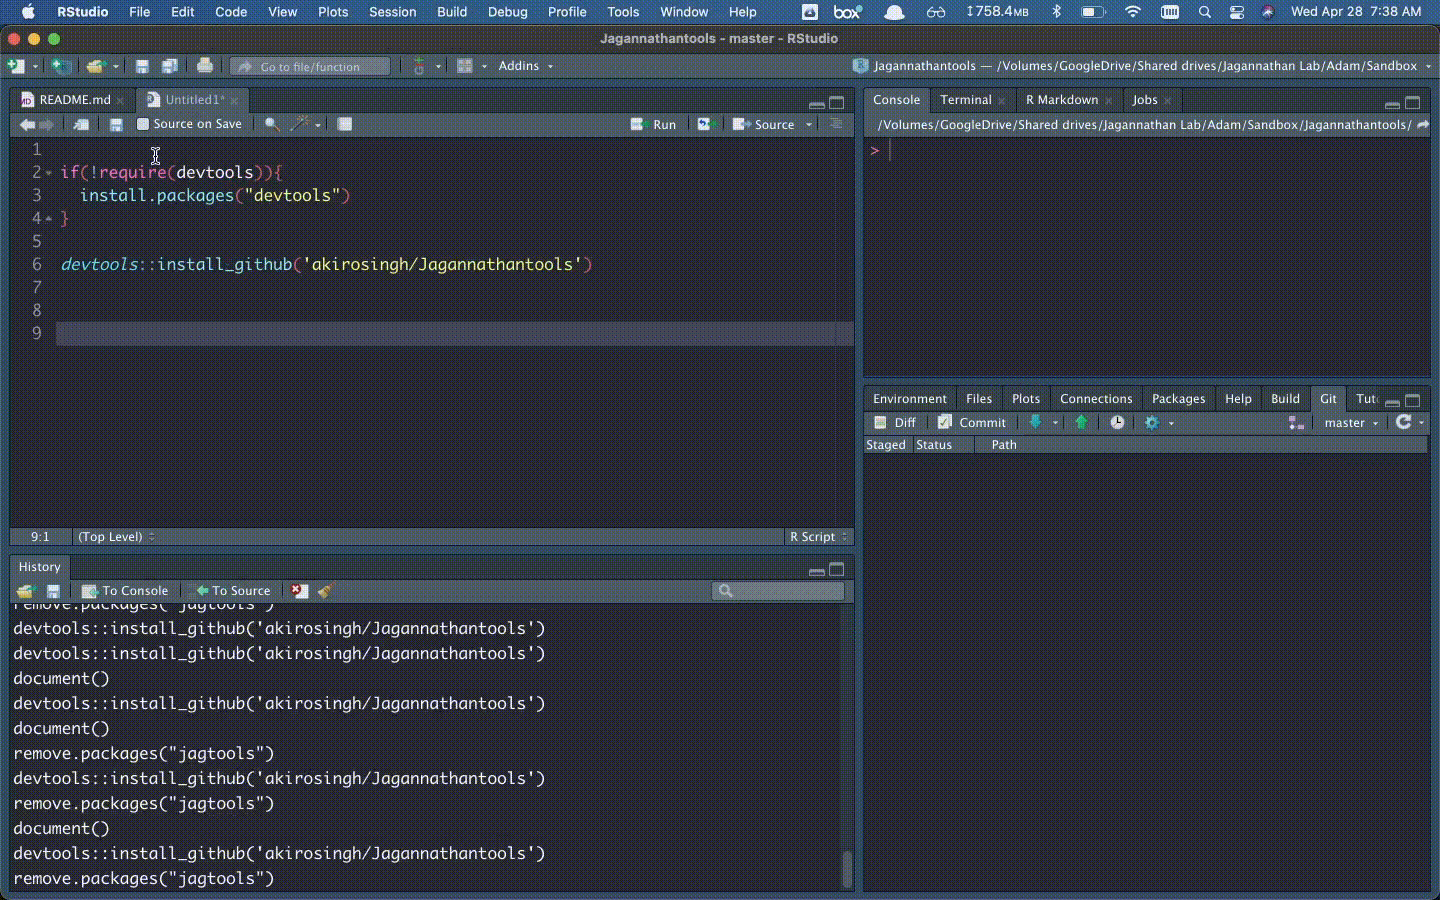 RStudio File Edit Code View Plots Session Build Debug Profile Tools Window Help box 758.4MB Wed Apr 28 7:38 AM
Jagannathantools - master - RStudio
Go to file/function Addins Jagannathantools — /Volumes/GoogleDrive/Shared drives/Jagannathan Lab/Adam/Sandbox
README.md Untitled1*
Source on Save Run Source
1
2 if(!require(devtools)){
3 install.packages("devtools")
4 }
5
6 devtools::install_github('akirosingh/Jagannathantools')
7
8
9
9:1 (Top Level) R Script
History
To Console To Source
remove.packages("jagtools")
devtools::install_github('akirosingh/Jagannathantools')
devtools::install_github('akirosingh/Jagannathantools')
document()
devtools::install_github('akirosingh/Jagannathantools')
document()
remove.packages("jagtools")
devtools::install_github('akirosingh/Jagannathantools')
remove.packages("jagtools")
document()
devtools::install_github('akirosingh/Jagannathantools')
remove.packages("jagtools")
Console Terminal R Markdown Jobs
/Volumes/GoogleDrive/Shared drives/Jagannathan Lab/Adam/Sandbox/Jagannathantools/
>
Environment Files Plots Connections Packages Help Build Git Tut
Diff Commit master
Staged Status Path